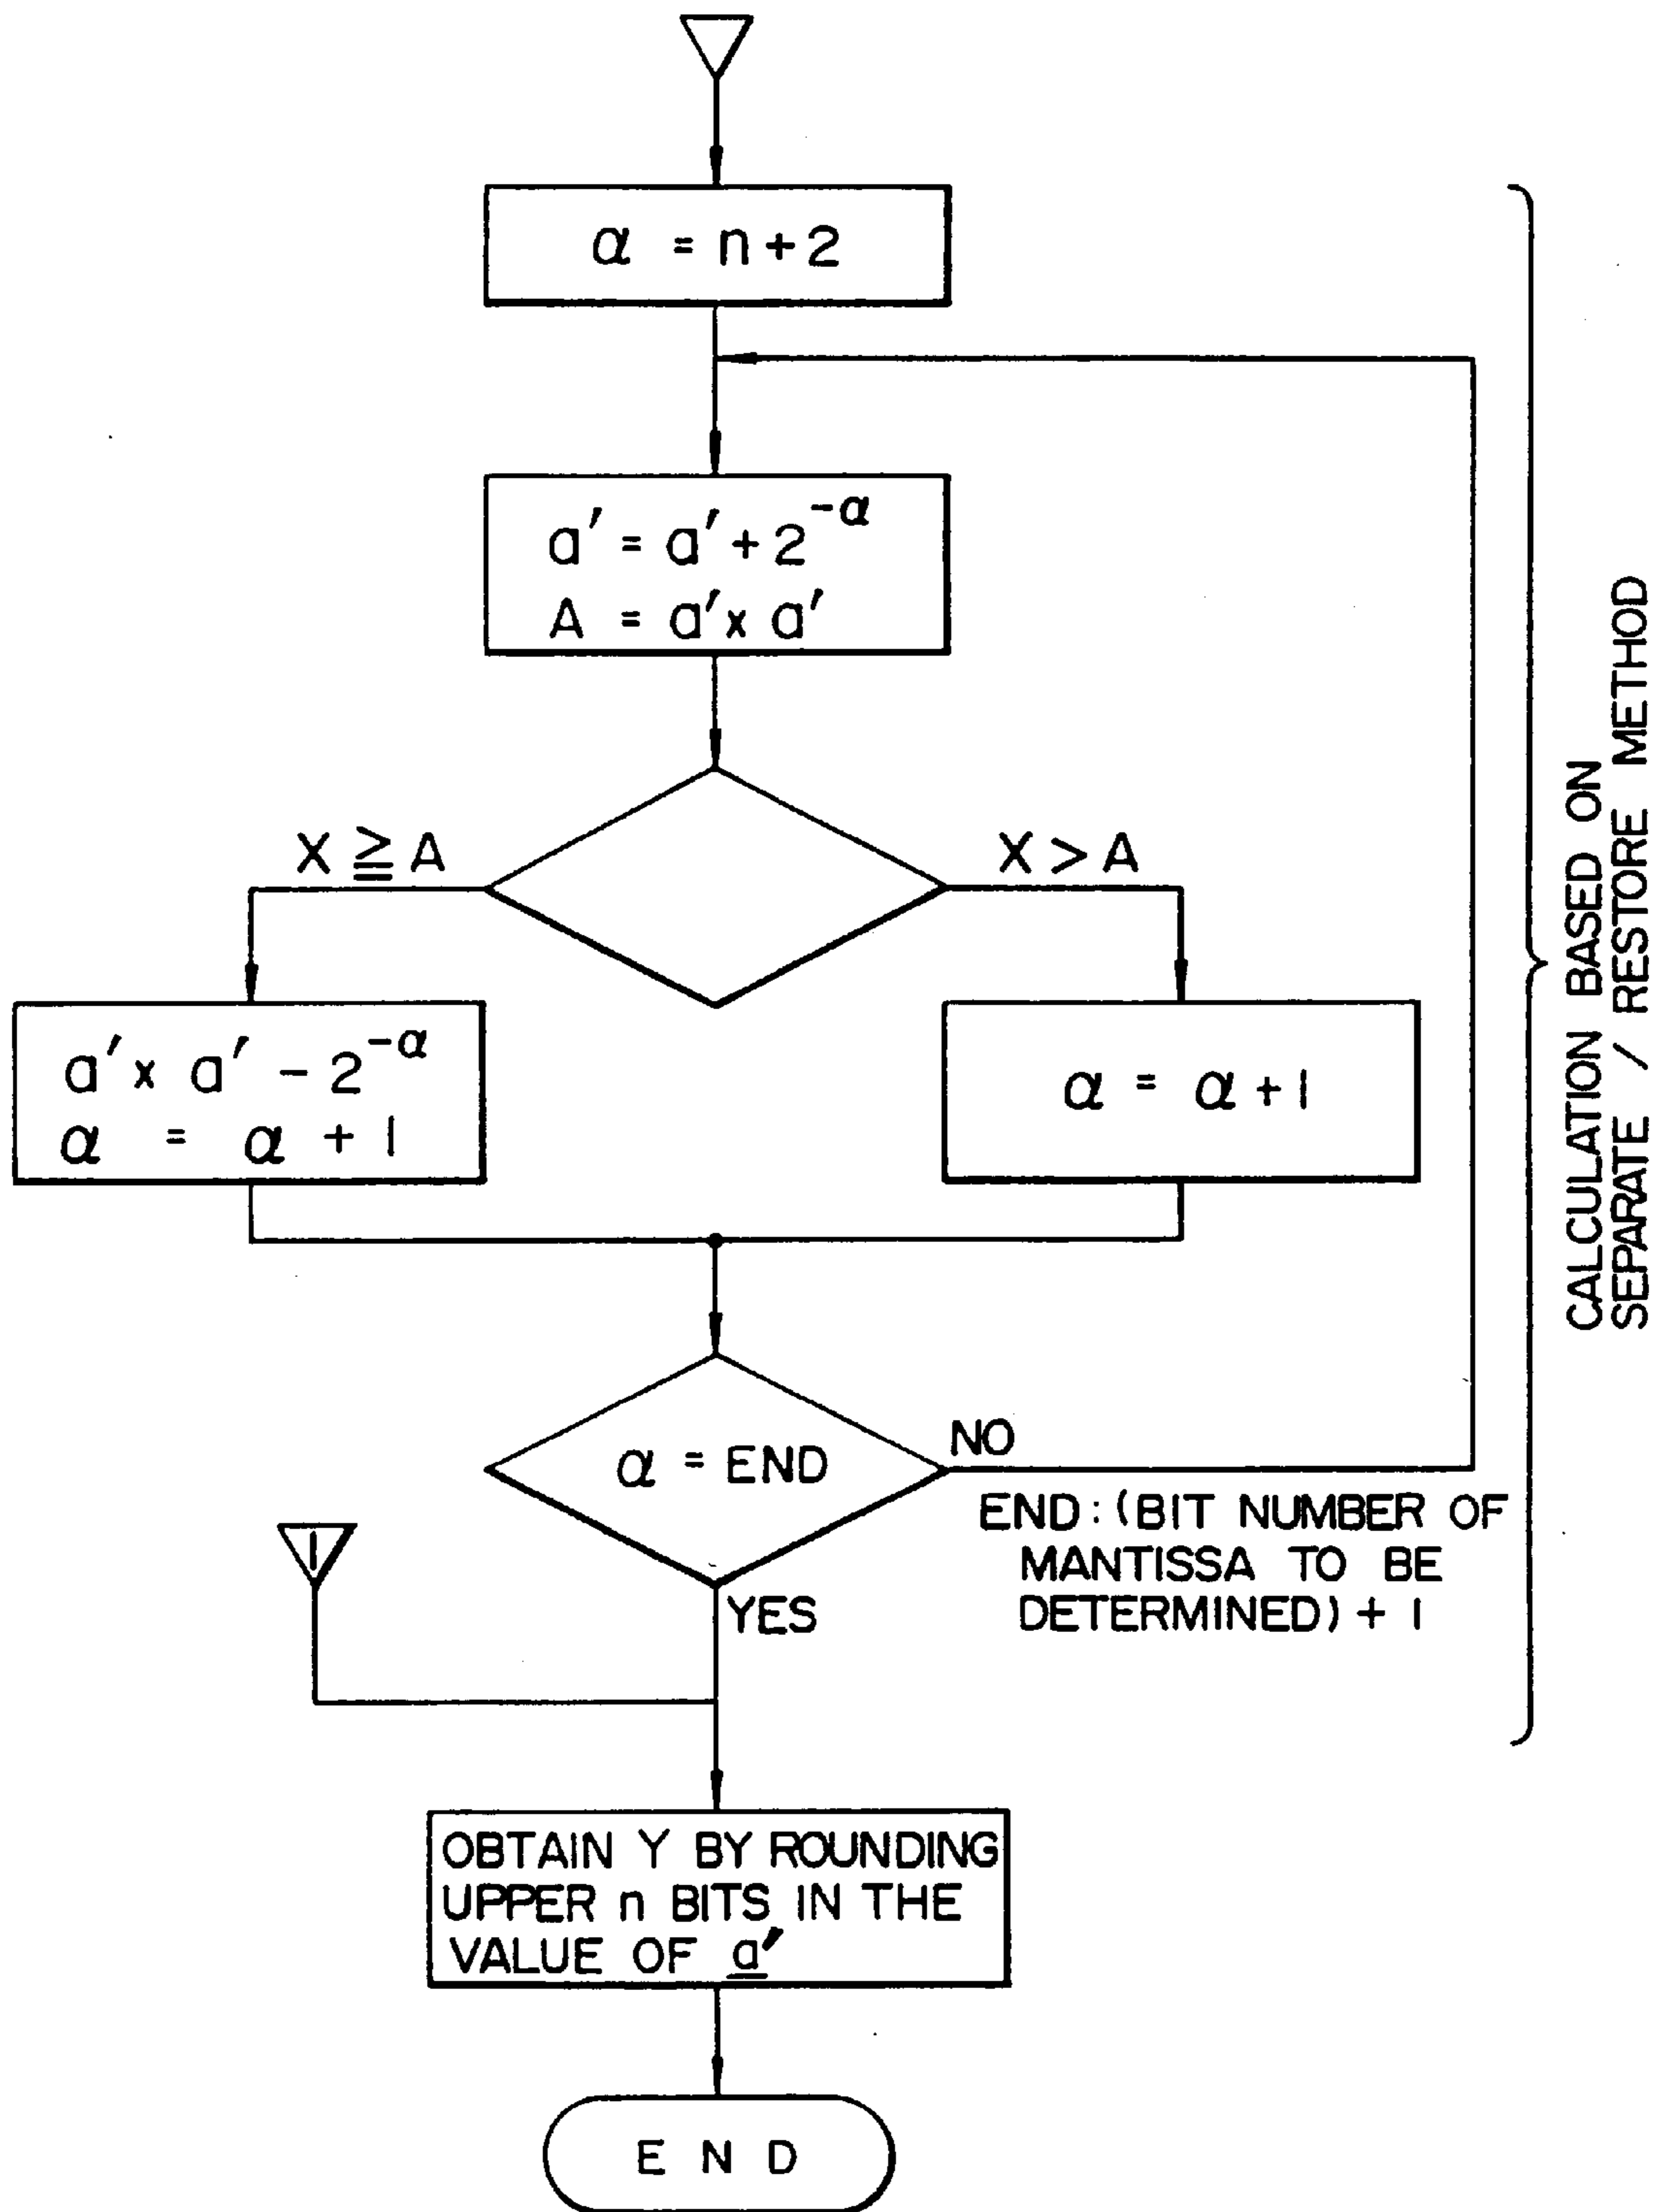 α = n+2
a′ = a′+2^-α
A = a′x a′
X ≧ A
X > A
a′x a′ - 2^-α
α = α + 1
α = α +1
α = END
NO
END:(BIT NUMBER OF
MANTISSA TO BE
DETERMINED) + 1
1
YES
OBTAIN Y BY ROUNDING
UPPER n BITS IN THE
VALUE OF a′
E N D
CALCULATION BASED ON
SEPARATE / RESTORE METHOD